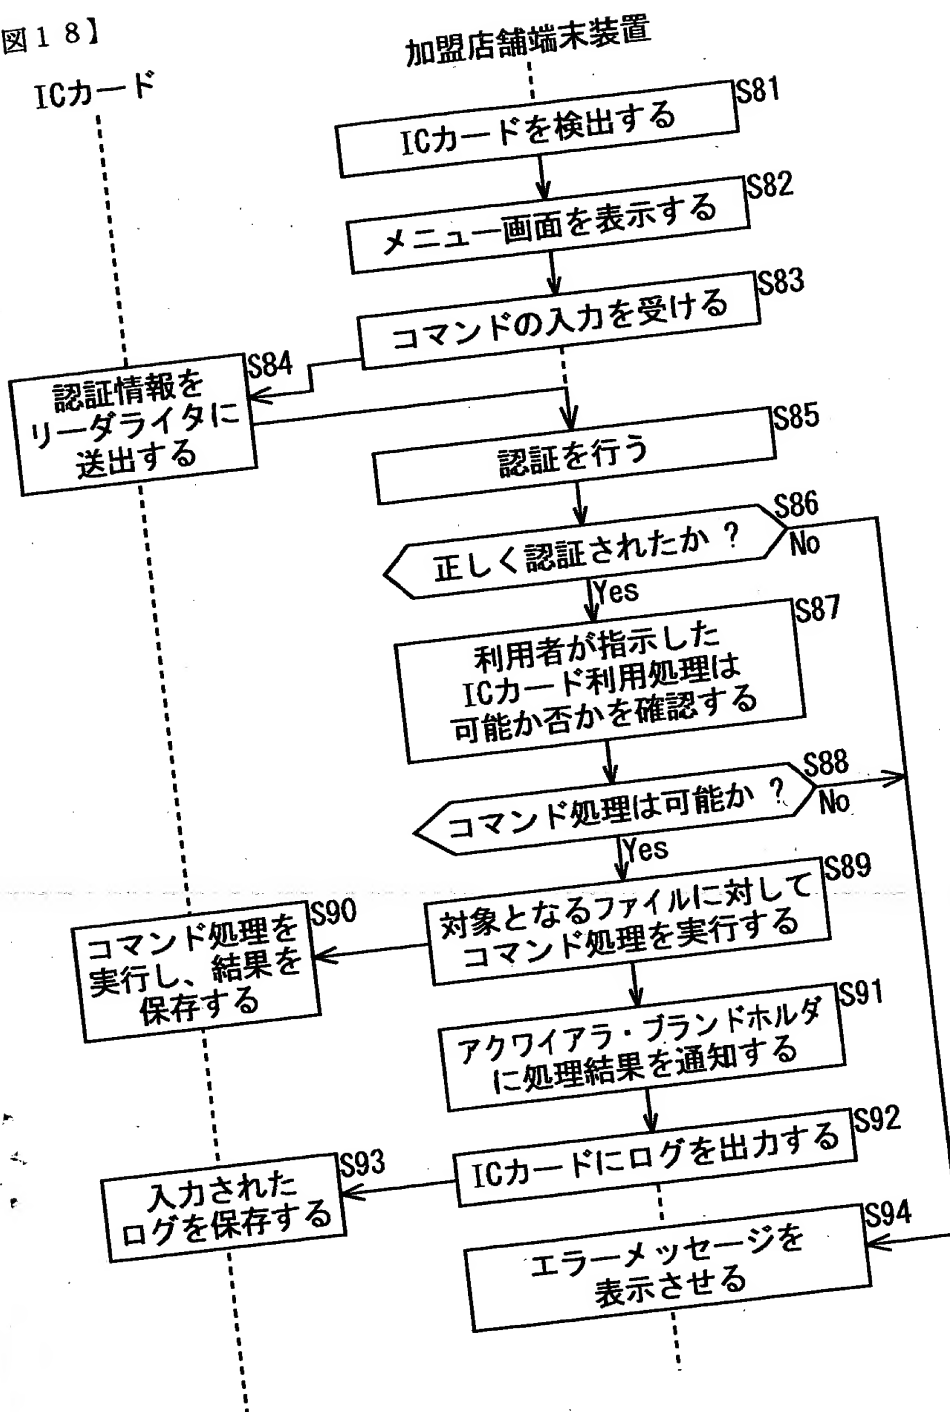 図18】
加盟店舗端末装置
ICカード
S81
ICカードを検出する
S82
メニュー画面を表示する
S83
コマンドの入力を受ける
S84
認証情報を
リーダライタに
送出する
S85
認証を行う
S86
正しく認証されたか?
No
Yes
S87
利用者が指示した
ICカード利用処理は
可能か否かを確認する
S88
コマンド処理は可能か?
No
Yes
S89
対象となるファイルに対して
コマンド処理を実行する
S90
コマンド処理を
実行し、結果を
保存する
S91
アクワイアラ・ブランドホルダ
に処理結果を通知する
S92
ICカードにログを出力する
S93
入力された
ログを保存する
S94
エラーメッセージを
表示させる